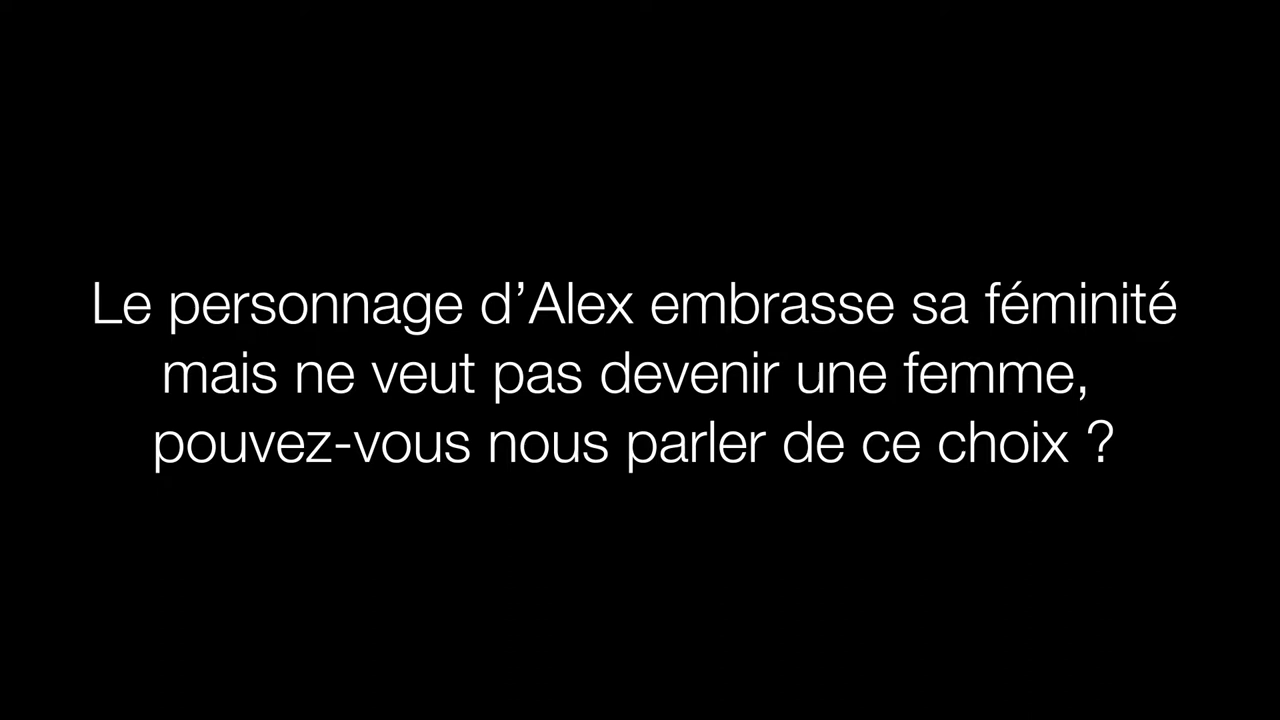 Le personnage d’Alex embrasse sa féminité
mais ne veut pas devenir une femme,
pouvez-vous nous parler de ce choix ?